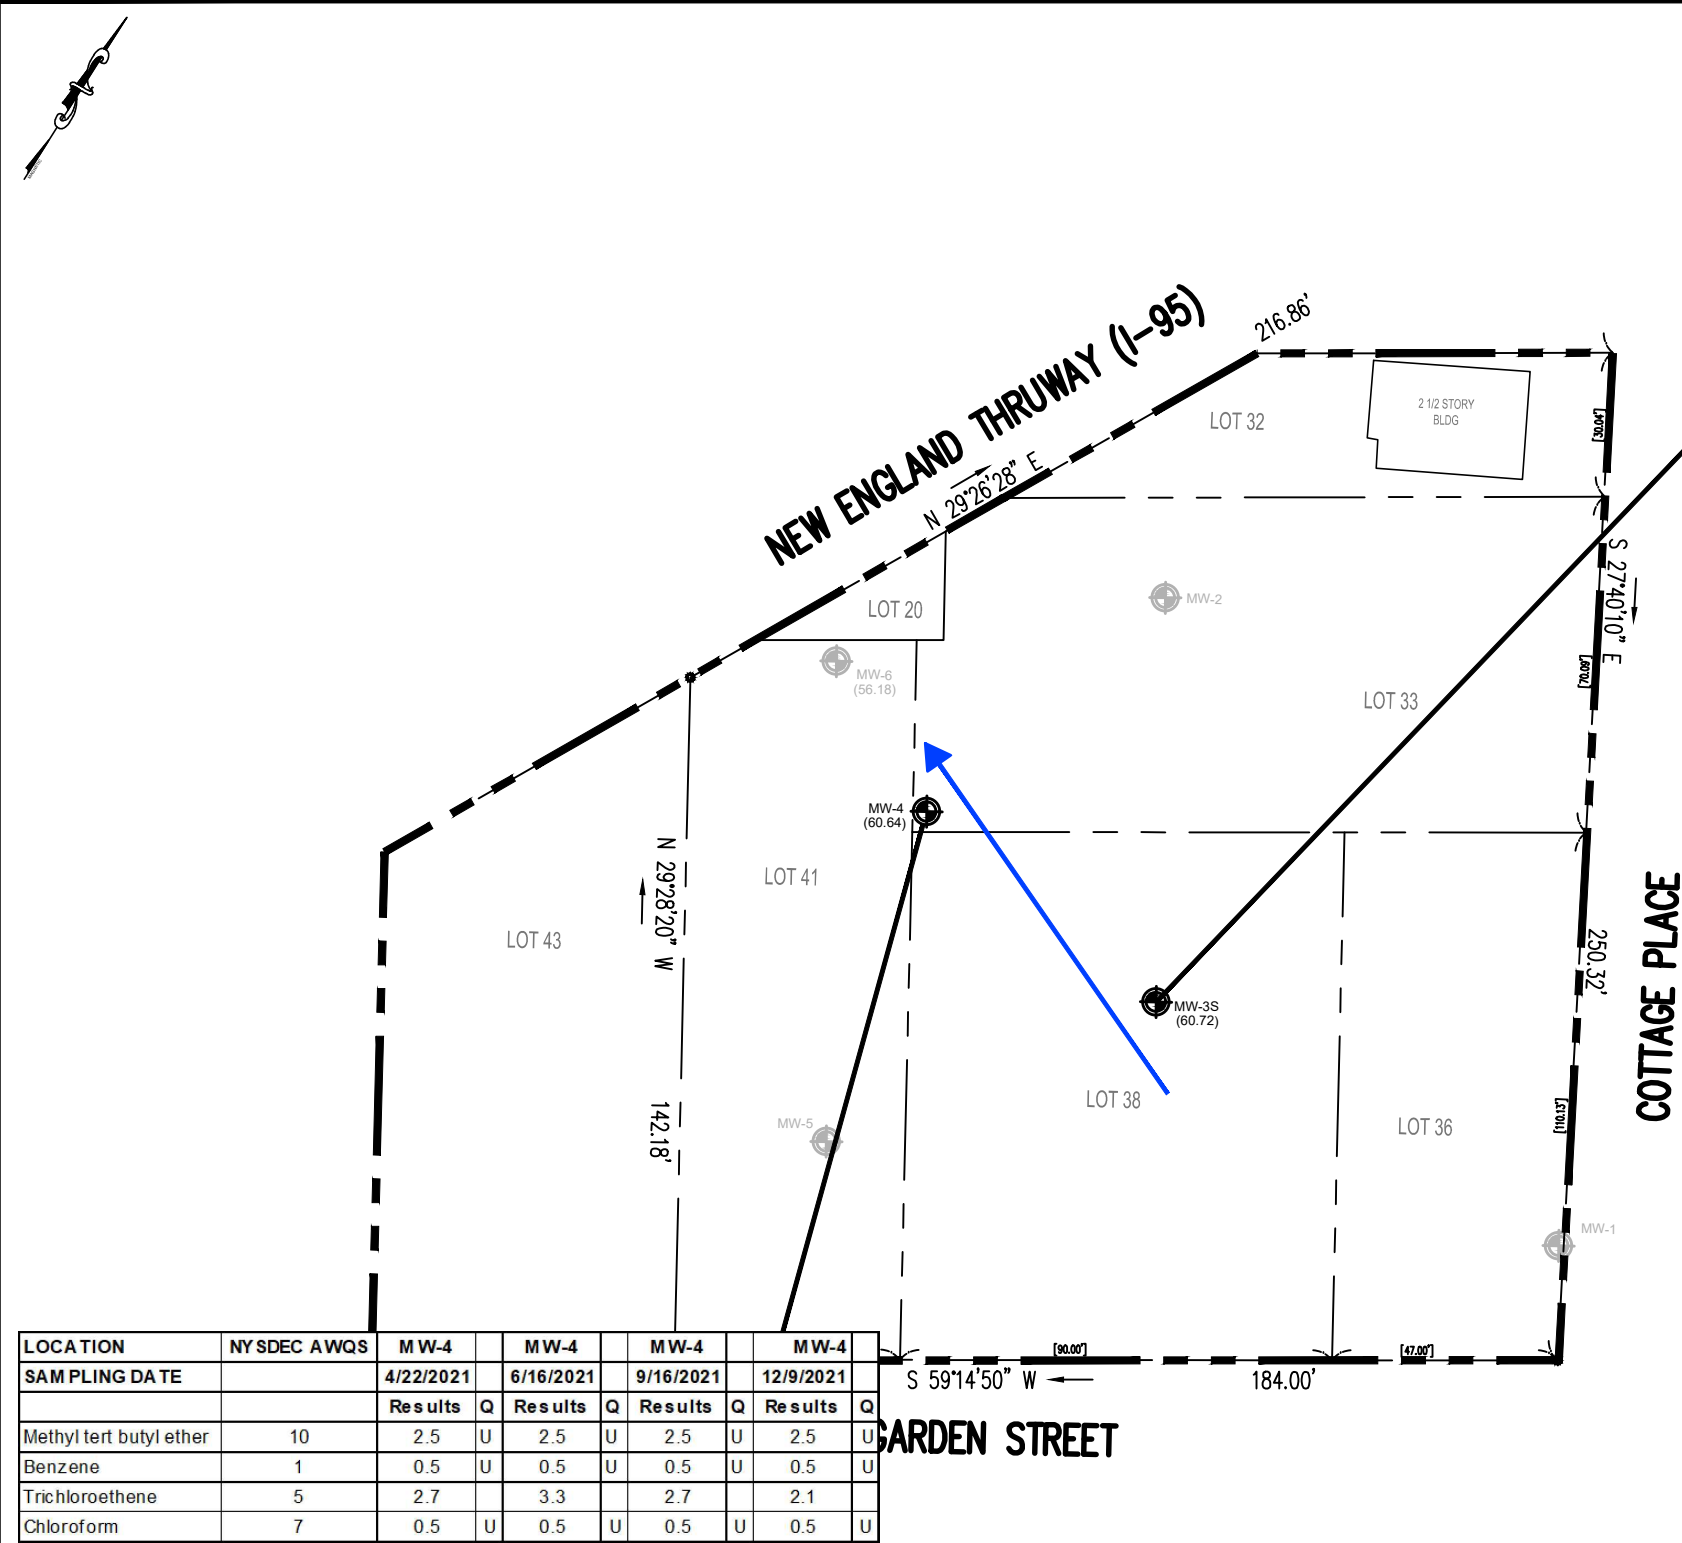 216.86'
NEW ENGLAND THRUWAY (I-95)
2 1/2 STORY
BLDG
LOT 32
[30.04']
N 29°26'28" E
S 27°40'10" E
MW-2
LOT 20
MW-6
(56.18)
[70.09']
LOT 33
MW-4
(60.64)
N 29°28'20" W
LOT 41
COTTAGE PLACE
LOT 43
250.32'
MW-3S
(60.72)
LOT 38
[110.13']
142.18'
MW-5
LOT 36
MW-1
[90.00']
[47.00']
S 59°14'50" W
184.00'
GARDEN STREET
LOCATION NYSDEC AWQS MW-4 MW-4 MW-4 MW-4
SAMPLING DATE 4/22/2021 6/16/2021 9/16/2021 12/9/2021
Results Q Results Q Results Q Results Q
Methyl tert butyl ether 10 2.5 U 2.5 U 2.5 U 2.5 U
Benzene 1 0.5 U 0.5 U 0.5 U 0.5 U
Trichloroethene 5 2.7 3.3 2.7 2.1
Chloroform 7 0.5 U 0.5 U 0.5 U 0.5 U